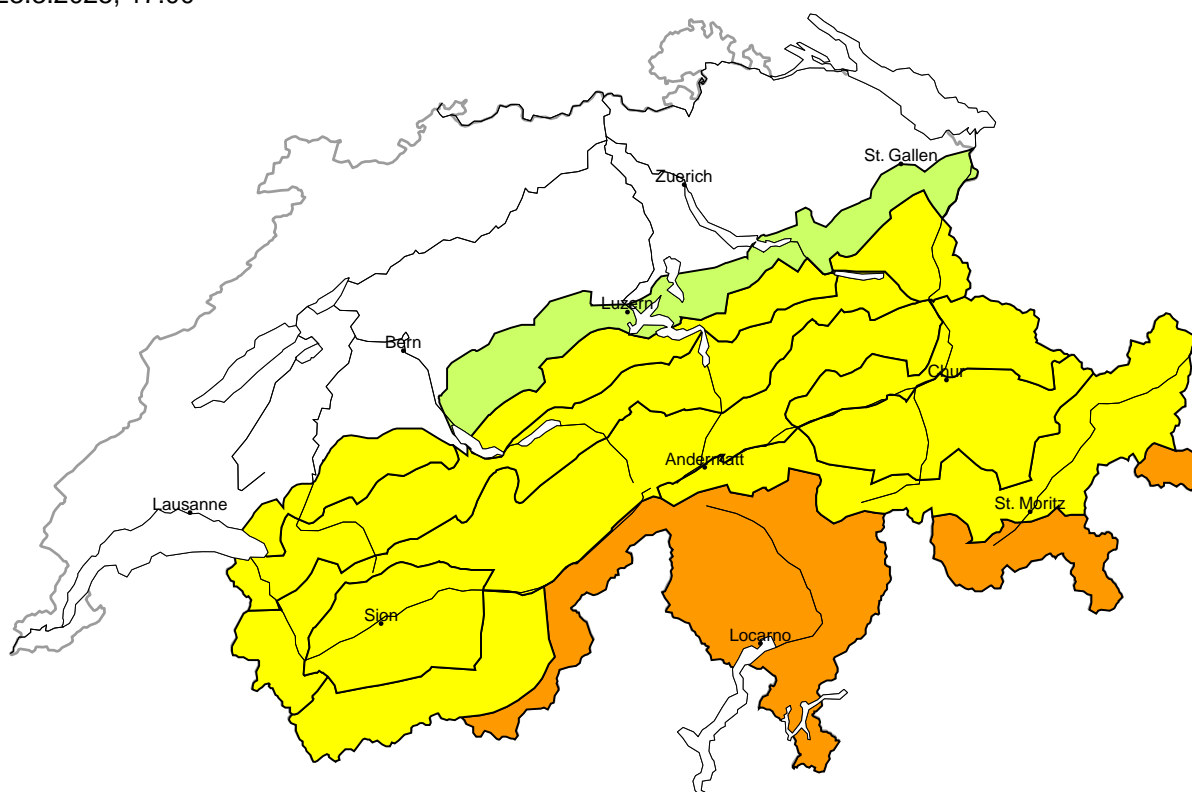 St. Gallen
Zuerich
Luzern
Bern
Chur
Andermatt
Lausanne
St. Moritz
Sion
Locarno